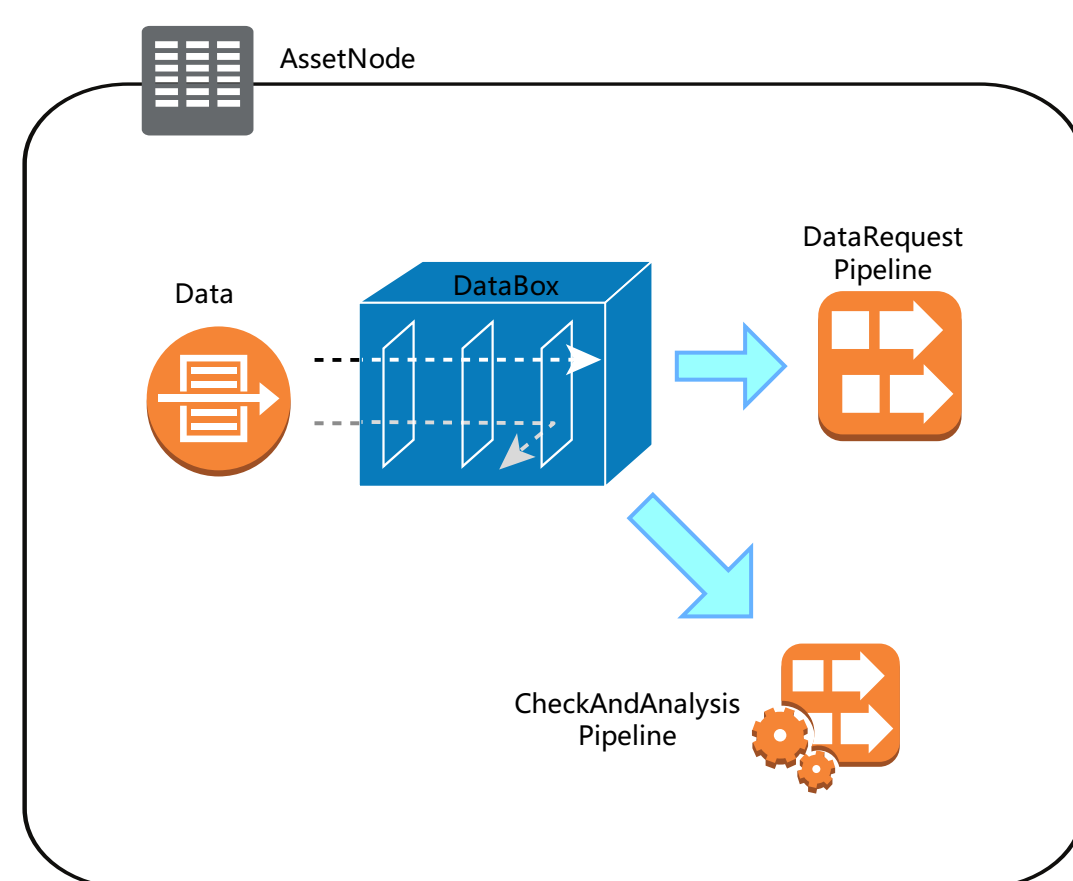 AssetNode
DataRequest
Pipeline
Data
DataBox
CheckAndAnalysis
Pipeline